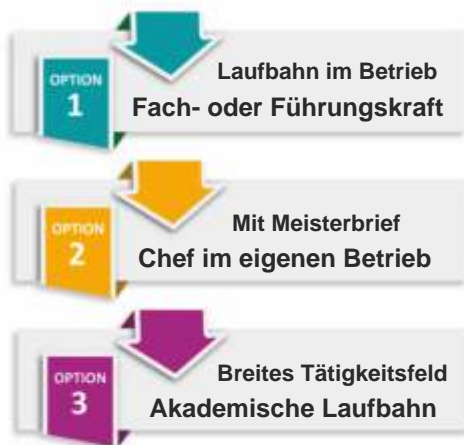 OPTION
1
Laufbahn im Betrieb
Fach- oder Führungskraft
OPTION
2
Mit Meisterbrief
Chef im eigenen Betrieb
OPTION
3
Breites Tätigkeitsfeld
Akademische Laufbahn